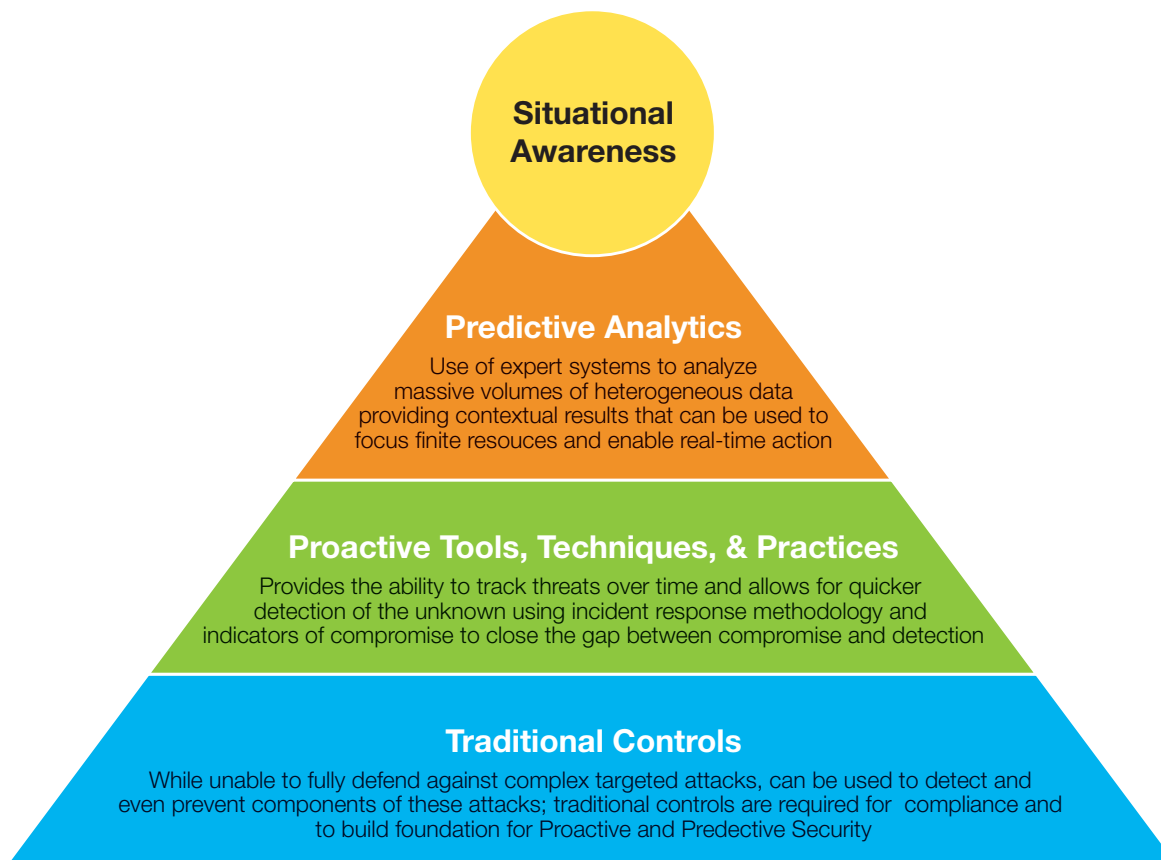 Situational
Awareness
Predictive Analytics
Use of expert systems to analyze
massive volumes of heterogeneous data
providing contextual results that can be used to
focus finite resouces and enable real-time action
Proactive Tools, Techniques, & Practices
Provides the ability to track threats over time and allows for quicker
detection of the unknown using incident response methodology and
indicators of compromise to close the gap between compromise and detection
Traditional Controls
While unable to fully defend against complex targeted attacks, can be used to detect and
even prevent components of these attacks; traditional controls are required for  compliance and
to build foundation for Proactive and Predective Security